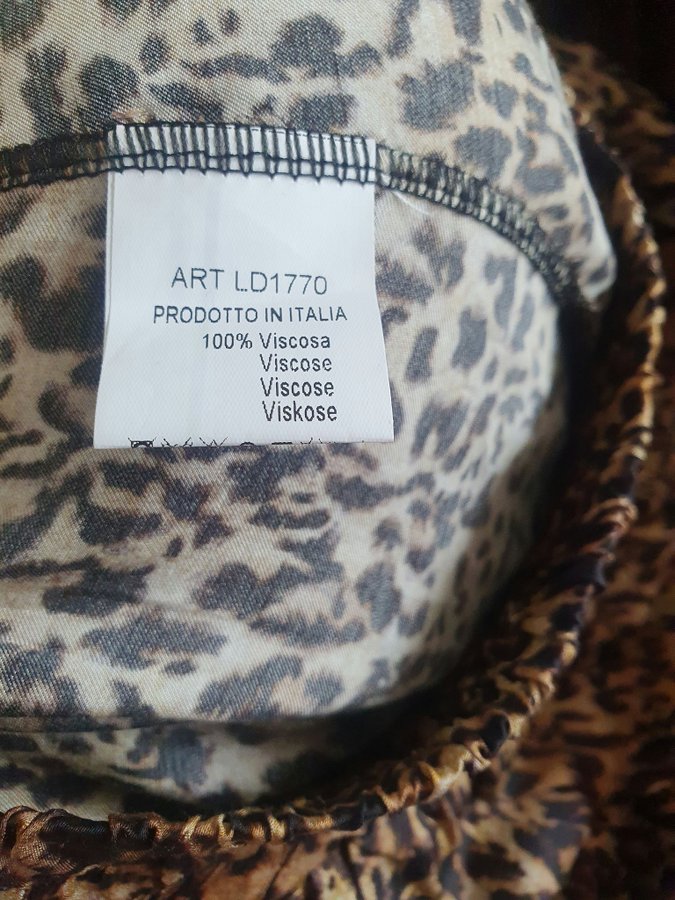 ART LD1770
PRODOTTO IN ITALIA
100% Viscosa
Viscose
Viscose
Viskose